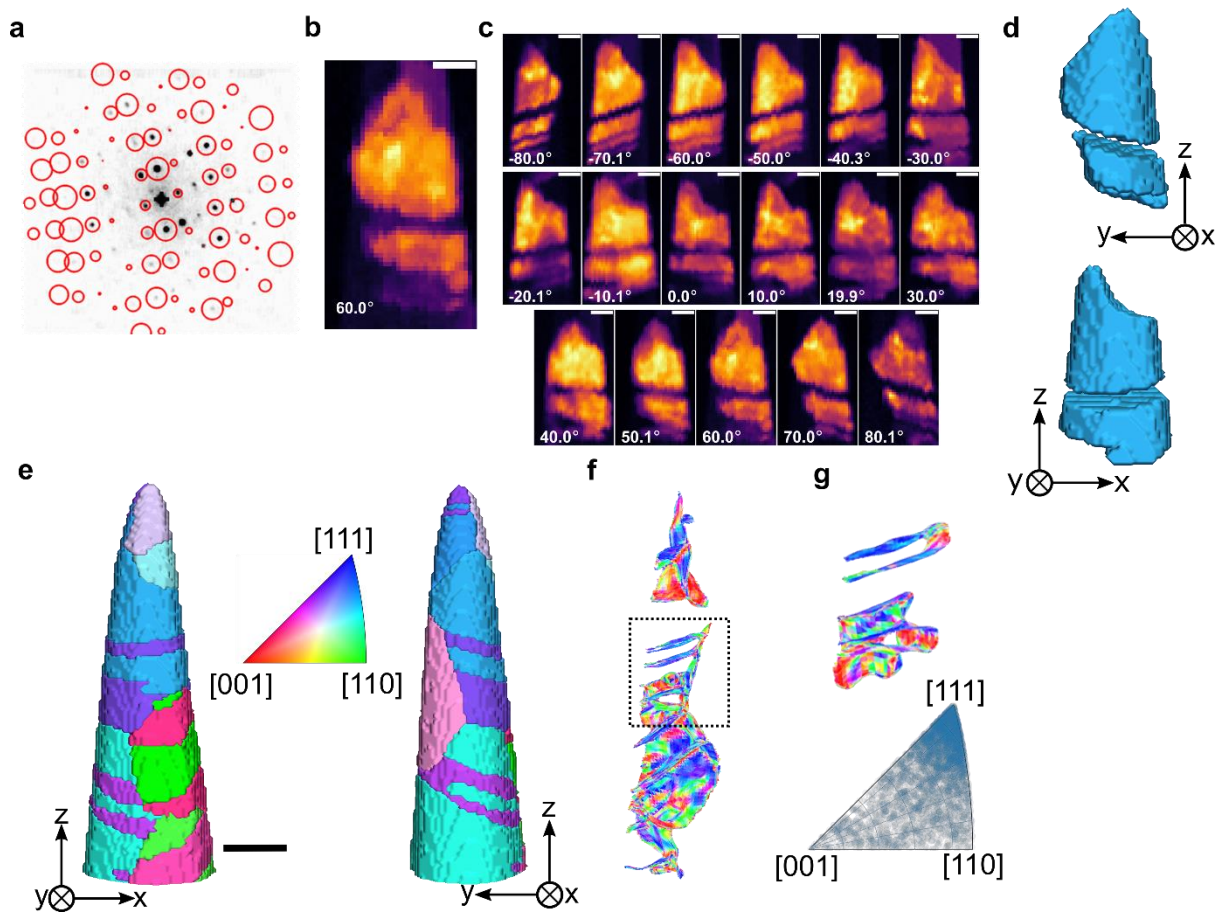 a
b
c
d
60.0°
-80.0°
-70.1°
-60.0°
-50.0°
-40.3°
-30.0°
-20.1°
-10.1°
0.0°
10.0°
19.9°
30.0°
40.0°
50.1°
60.0°
70.0°
80.1°
z
y
x
z
y
x
e
f
g
[111]
[001]
[110]
z
y
x
z
y
x
[111]
[001]
[110]